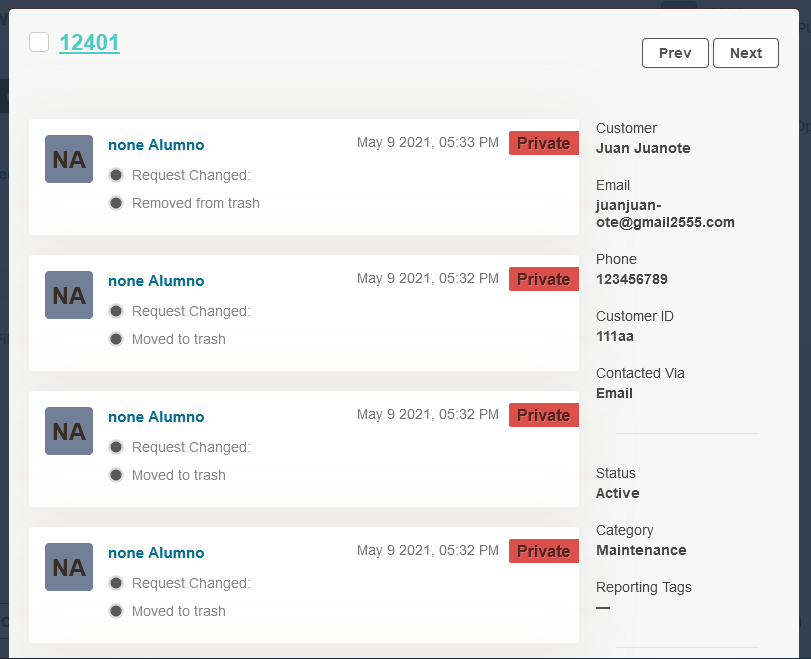 12401
Prev
Next
NA
none Alumno
May 9 2021, 05:33 PM
Private
Request Changed:
Removed from trash
NA
none Alumno
May 9 2021, 05:32 PM
Private
Request Changed:
Moved to trash
NA
none Alumno
May 9 2021, 05:32 PM
Private
Request Changed:
Moved to trash
NA
none Alumno
May 9 2021, 05:32 PM
Private
Request Changed:
Moved to trash
Customer
Juan Juanote
Email
juanjuan-
ote@gmail2555.com
Phone
123456789
Customer ID
111aa
Contacted Via
Email
Status
Active
Category
Maintenance
Reporting Tags
—